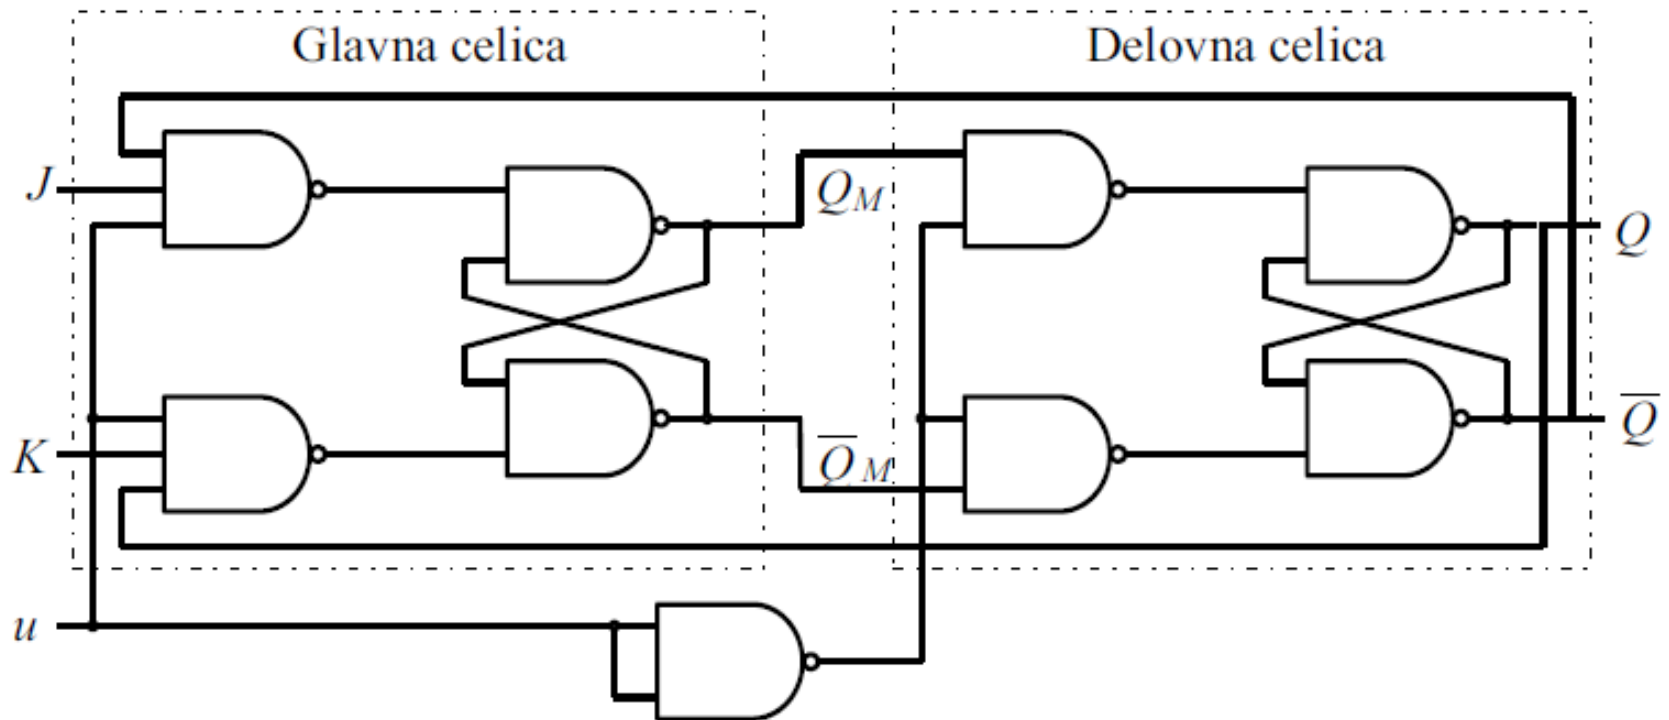 Glavna celica
Delovna celica
J
Q_M
Q
K
Q̅_M
Q̅
u